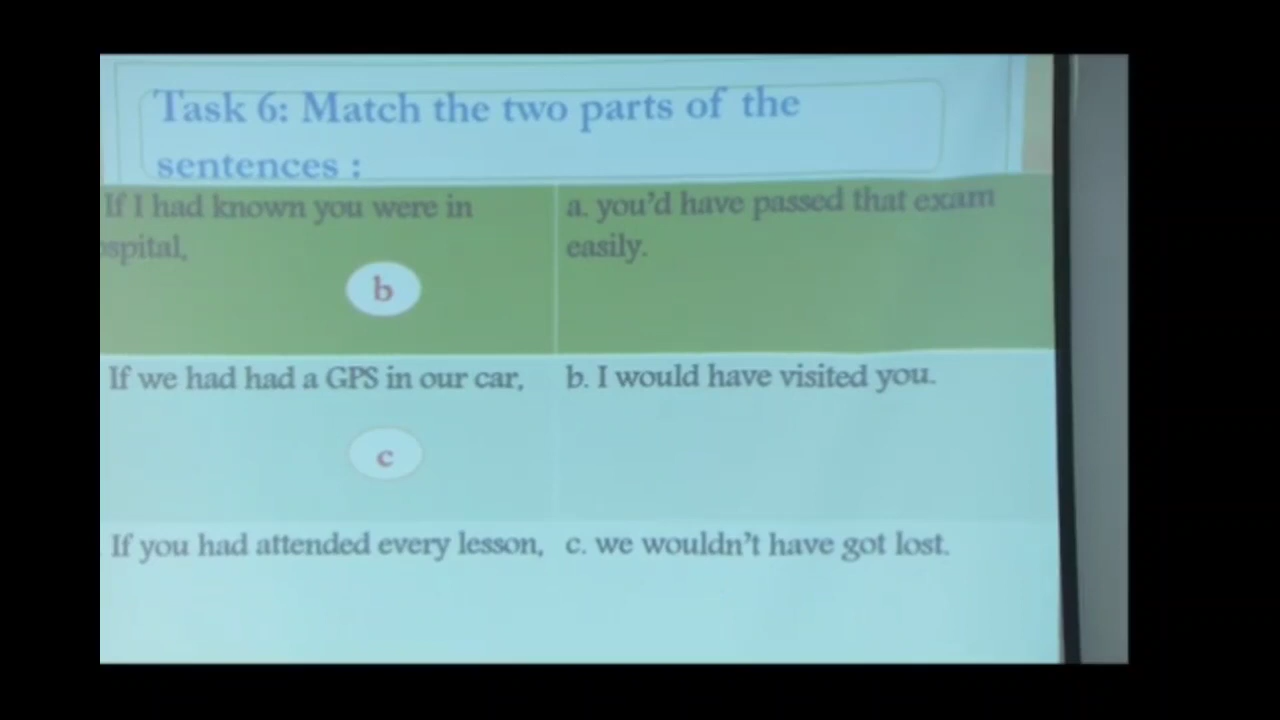 Task 6: Match the two parts of the
sentences :
If I had known you were in
spital,
a. you'd have passed that exam
easily.
b
If we had had a GPS in our car,
b. I would have visited you.
c
If you had attended every lesson,
c. we wouldn't have got lost.